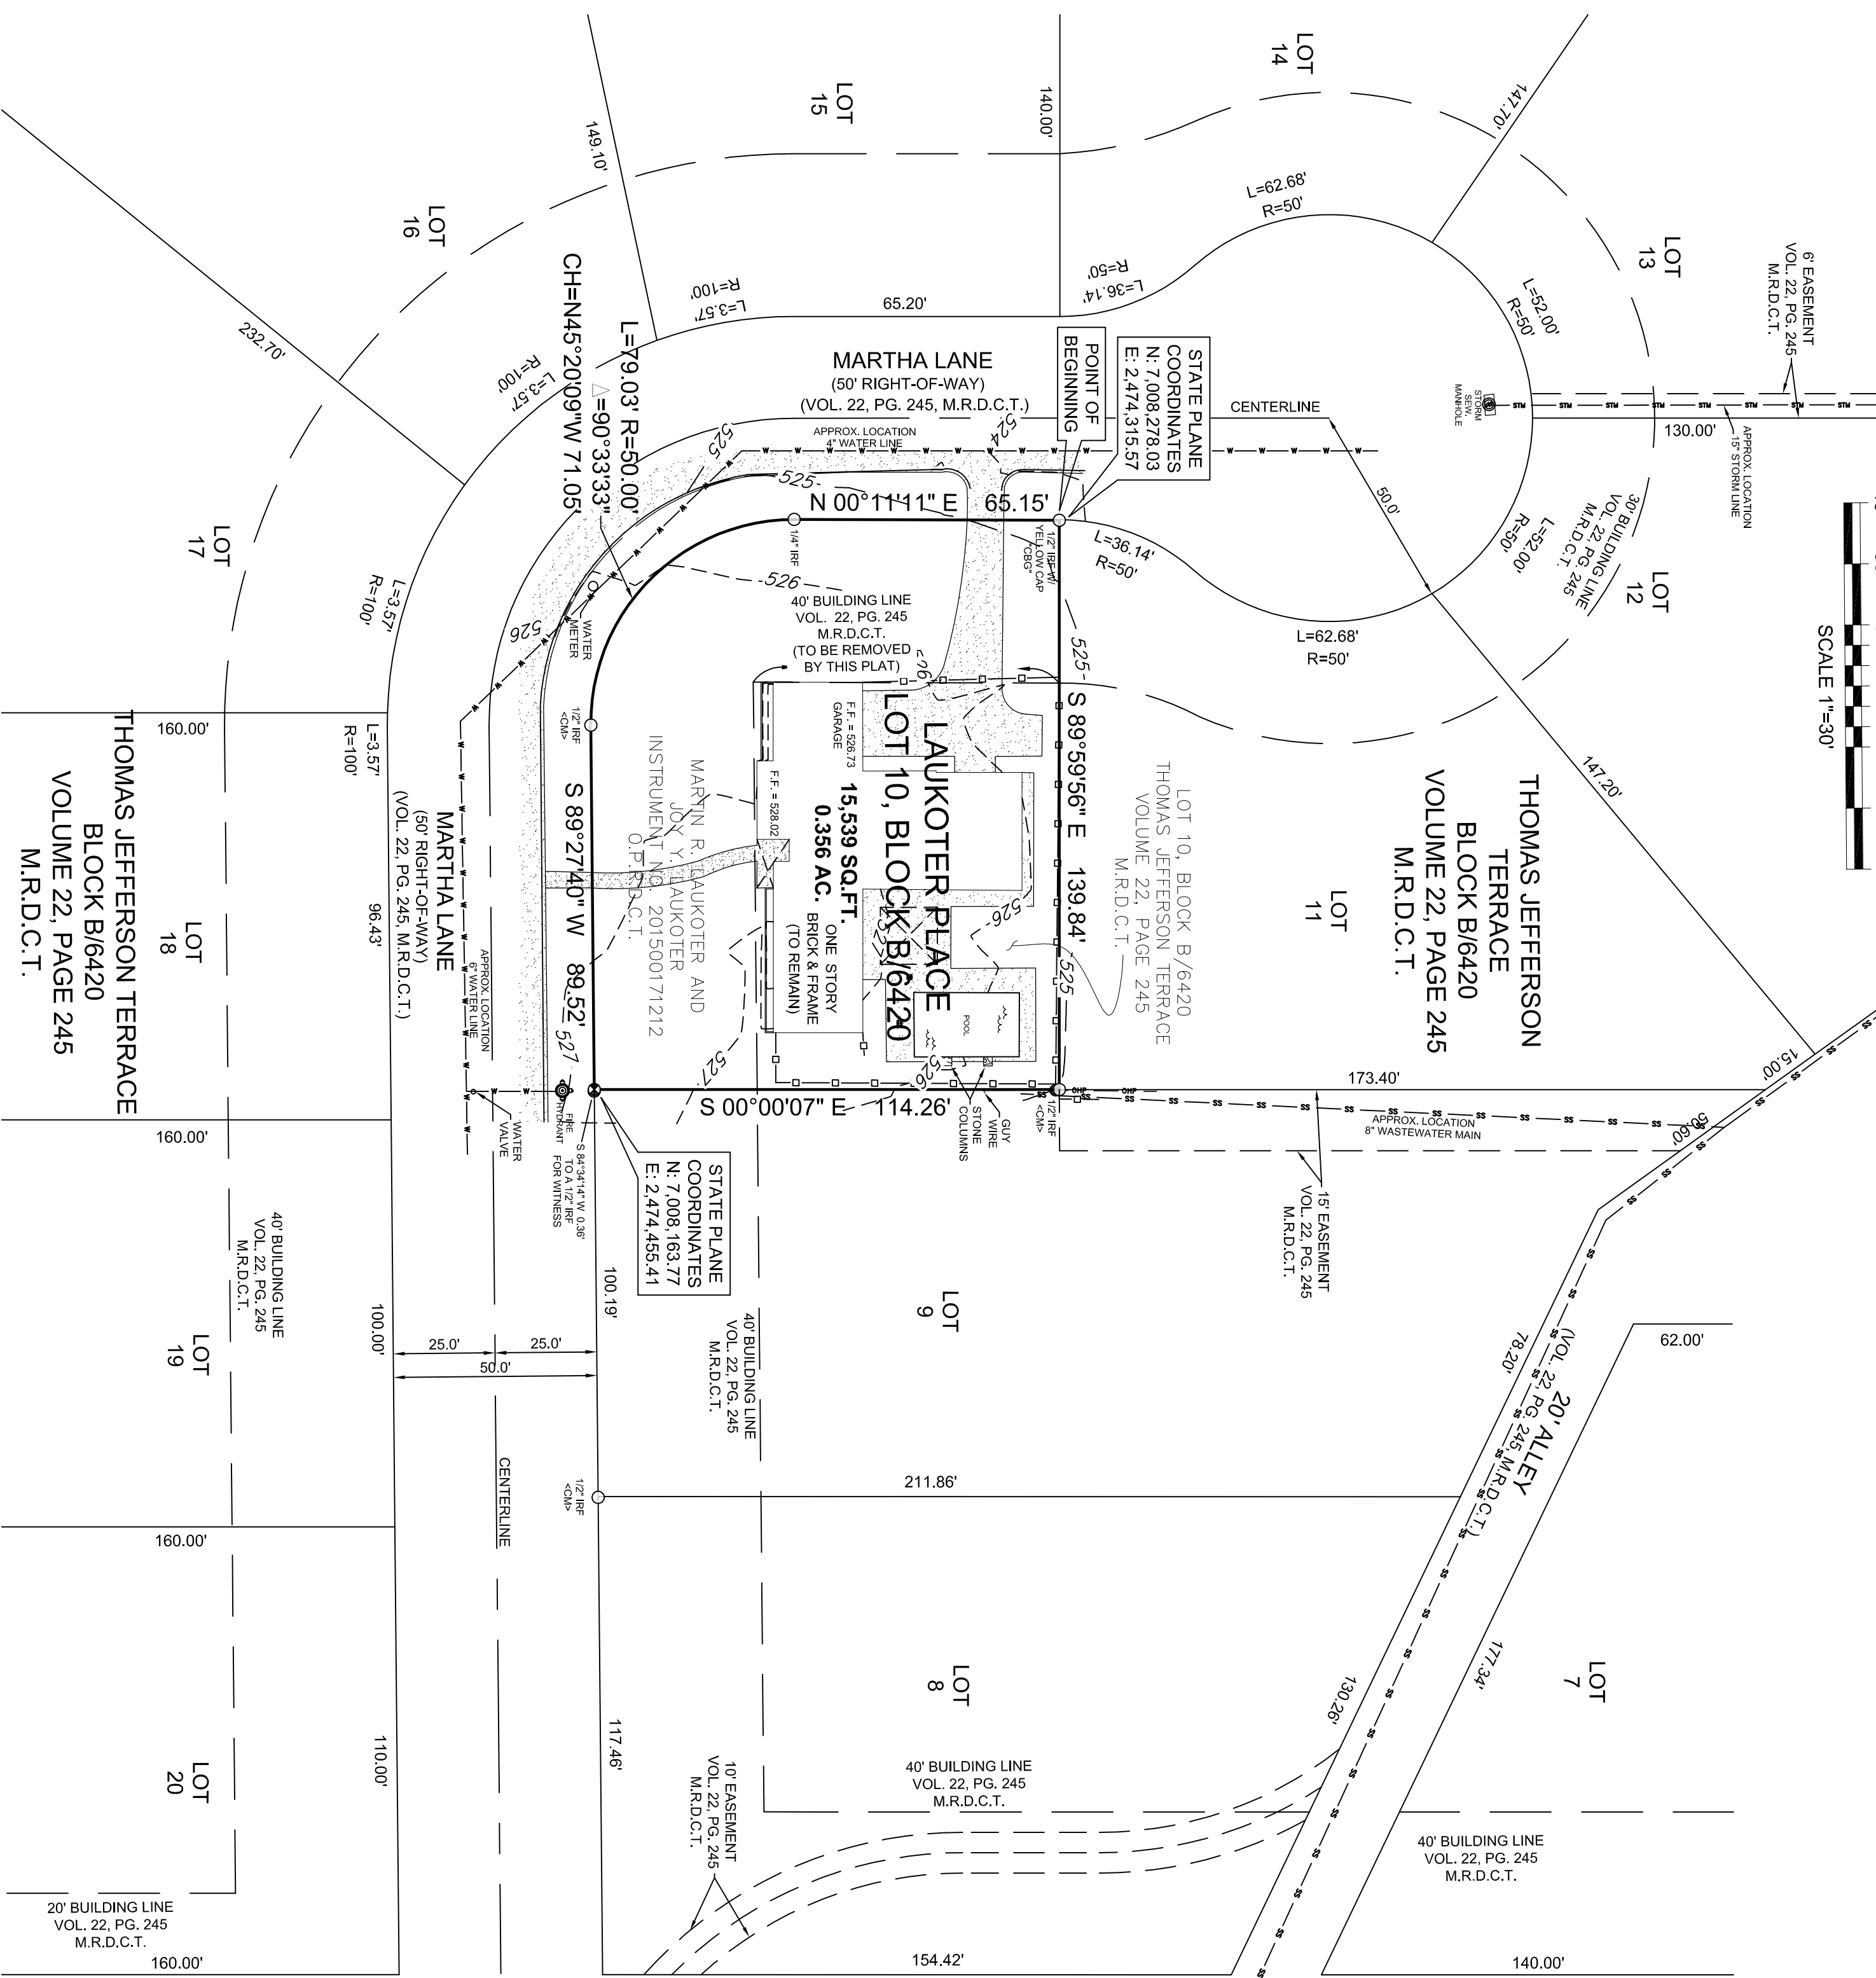 LOT
14
147.70'
LOT
13
6' EASEMENT
VOL. 22, PG. 245
M.R.D.C.T.
LOT
15
140.00'
149.10'
L=62.68'
R=50'
L=52.00'
R=50'
LOT
16
L=36.14'
R=50'
65.20'
L=3.57'
R=100'
232.70'
CH=N45°20'09"W 71.05'
△=90°33'33"
L=79.03' R=50.00'
L=3.57'
R=100'
MARTHA LANE
(50' RIGHT-OF-WAY)
(VOL. 22, PG. 245, M.R.D.C.T.)
POINT OF
BEGINNING
STATE PLANE
COORDINATES
N: 7,008,278.03
E: 2,474,315.57
CENTERLINE
STORM
SEW.
MANHOLE
STM STM STM STM STM STM STM STM
130.00'
APPROX. LOCATION
15" STORM LINE
APPROX. LOCATION
4" WATER LINE
524
525
525
N 00°11'11" E 65.15'
50.0'
30' BUILDING LINE
VOL. 22, PG. 245
M.R.D.C.T.
L=52.00'
R=50'
LOT
12
LOT
17
L=3.57'
R=100'
1/4" IRF
1/2" IRF W/
YELLOW CAP
"CBG"
L=36.14'
R=50'
526
40' BUILDING LINE
VOL. 22, PG. 245
M.R.D.C.T.
(TO BE REMOVED
BY THIS PLAT)
526
525
L=62.68'
R=50'
SCALE 1"=30'
WATER
METER
526
1/2" IRF
<CM>
160.00'
L=3.57'
R=100'
F.F. = 526.73
GARAGE
F.F. = 528.02
LAUKOTER PLACE
LOT 10, BLOCK B/6420
15,539 SQ.FT.
0.356 AC.
ONE STORY
BRICK & FRAME
(TO REMAIN)
S 89°59'56" E 139.84'
147.20'
THOMAS JEFFERSON
TERRACE
BLOCK B/6420
VOLUME 22, PAGE 245
M.R.D.C.T.
LOT 10, BLOCK B/6420
THOMAS JEFFERSON TERRACE
VOLUME 22, PAGE 245
M.R.D.C.T.
LOT
11
MARTIN R. LAUKOTER AND
JOY Y. LAUKOTER
INSTRUMENT NO. 201500171212
O.P.R.D.C.T.
S 89°27'40" W 89.52'
THOMAS JEFFERSON TERRACE
BLOCK B/6420
VOLUME 22, PAGE 245
M.R.D.C.T.
LOT
18
96.43'
MARTHA LANE
(50' RIGHT-OF-WAY)
(VOL. 22, PG. 245, M.R.D.C.T.)
APPROX. LOCATION
6" WATER LINE
527
527
527
526
526
525
POOL
STONE
COLUMNS
GUY
WIRE
1/2" IRF
<CM>
OHP OHP
S 00°00'07" E 114.26'
173.40'
15.00'
50.60'
APPROX. LOCATION
8" WASTEWATER MAIN
160.00'
WATER
VALVE
FIRE
HYDRANT
S 84°34'14" W 0.36'
TO A 1/2" IRF
FOR WITNESS
STATE PLANE
COORDINATES
N: 7,008,163.77
E: 2,474,455.41
15' EASEMENT
VOL. 22, PG. 245
M.R.D.C.T.
40' BUILDING LINE
VOL. 22, PG. 245
M.R.D.C.T.
LOT
19
100.00'
25.0'
25.0'
50.0'
100.19'
40' BUILDING LINE
VOL. 22, PG. 245
M.R.D.C.T.
LOT
9
78.20'
20' ALLEY
(VOL. 22, PG. 245, M.R.D.C.T.)
62.00'
CENTERLINE
1/2" IRF
<CM>
211.86'
160.00'
LOT
20
110.00'
117.46'
LOT
8
130.26'
177.34'
LOT
7
10' EASEMENT
VOL. 22, PG. 245
M.R.D.C.T.
40' BUILDING LINE
VOL. 22, PG. 245
M.R.D.C.T.
40' BUILDING LINE
VOL. 22, PG. 245
M.R.D.C.T.
20' BUILDING LINE
VOL. 22, PG. 245
M.R.D.C.T.
160.00'
154.42'
140.00'